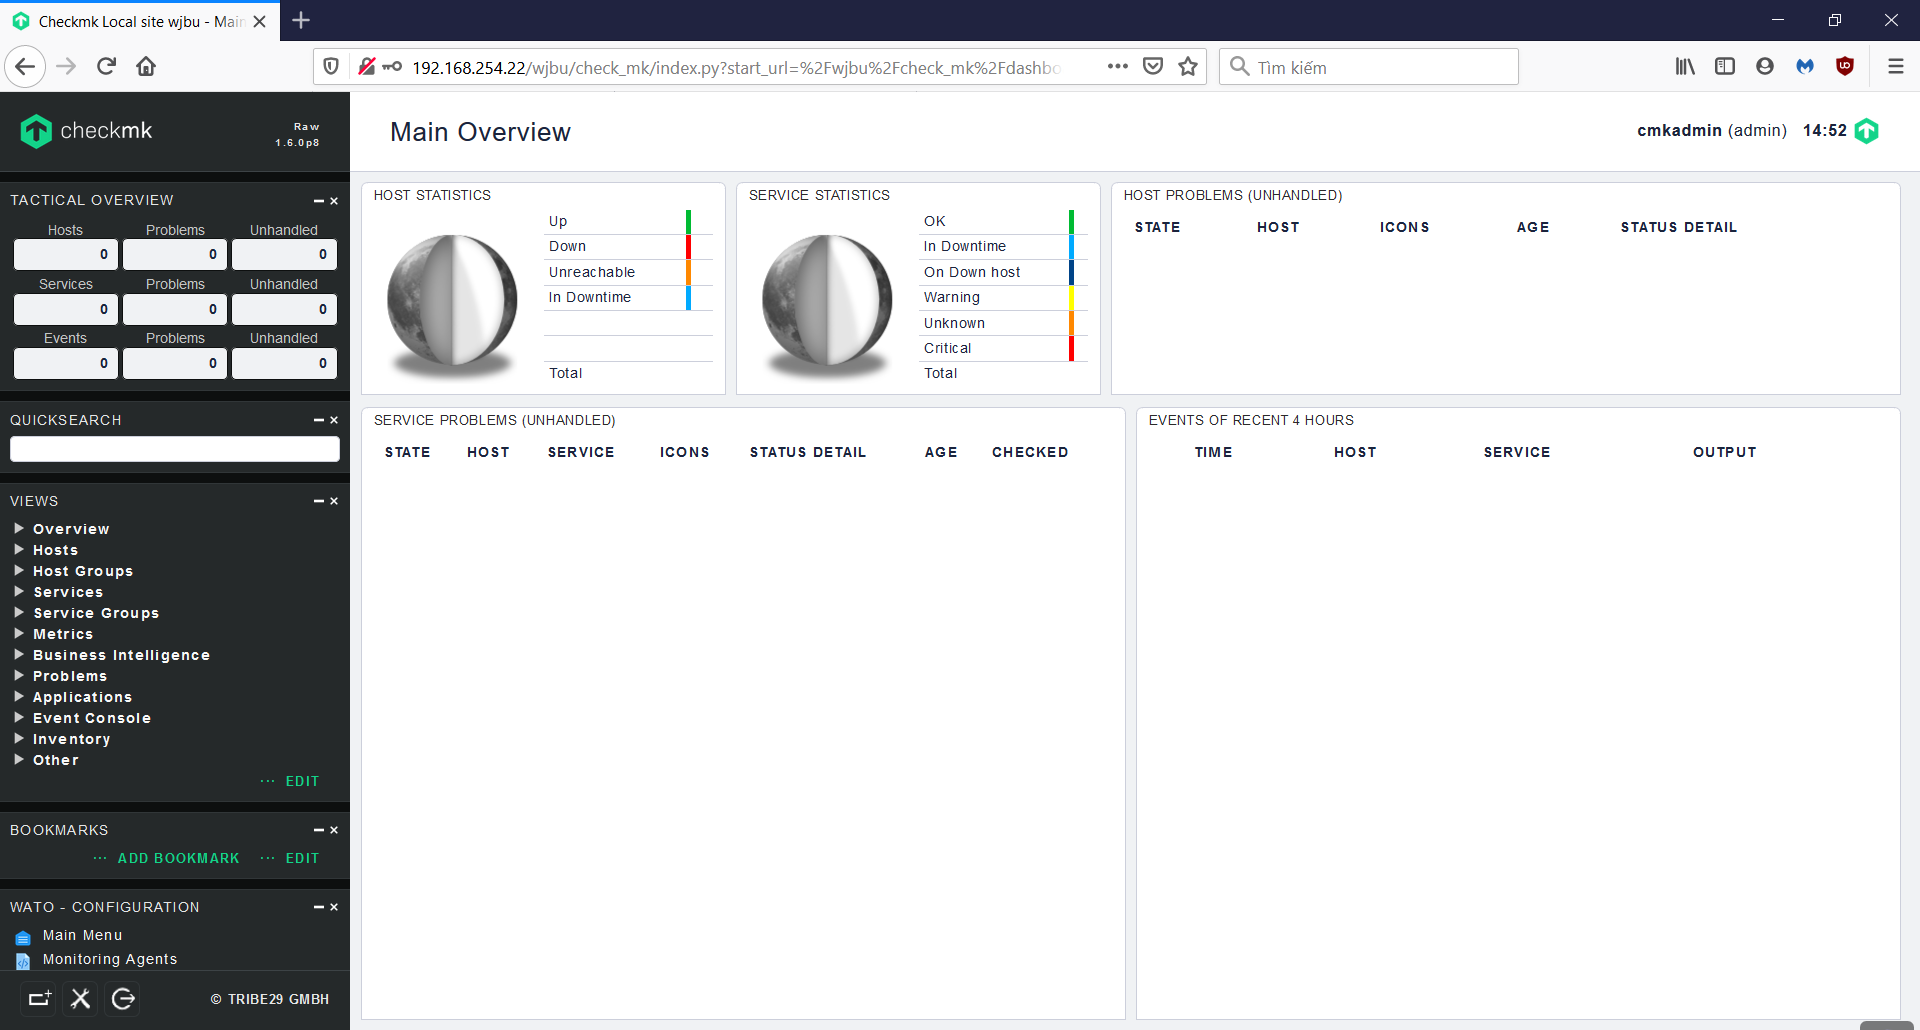 Checkmk Local site wjbu - Main
192.168.254.22/wjbu/check_mk/index.py?start_url=%2Fwjbu%2Fcheck_mk%2Fdashbo
Tìm kiếm
checkmk
Raw
1.6.0p8
Main Overview
cmkadmin (admin) 14:52
TACTICAL OVERVIEW
Hosts Problems Unhandled
0 0 0
Services Problems Unhandled
0 0 0
Events Problems Unhandled
0 0 0
QUICKSEARCH
VIEWS
Overview
Hosts
Host Groups
Services
Service Groups
Metrics
Business Intelligence
Problems
Applications
Event Console
Inventory
Other
EDIT
BOOKMARKS
ADD BOOKMARK EDIT
WATO - CONFIGURATION
Main Menu
Monitoring Agents
© TRIBE29 GMBH
HOST STATISTICS
Up
Down
Unreachable
In Downtime
Total
SERVICE STATISTICS
OK
In Downtime
On Down host
Warning
Unknown
Critical
Total
HOST PROBLEMS (UNHANDLED)
STATE HOST ICONS AGE STATUS DETAIL
SERVICE PROBLEMS (UNHANDLED)
STATE HOST SERVICE ICONS STATUS DETAIL AGE CHECKED
EVENTS OF RECENT 4 HOURS
TIME HOST SERVICE OUTPUT